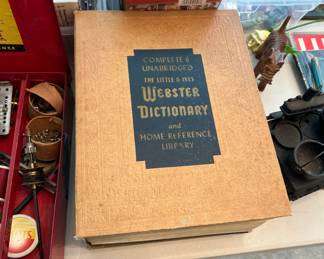 COMPLETE &
UNABRIDGED
THE LITTLE & IVES
WEBSTER
DICTIONARY
and
HOME REFERENCE
LIBRARY